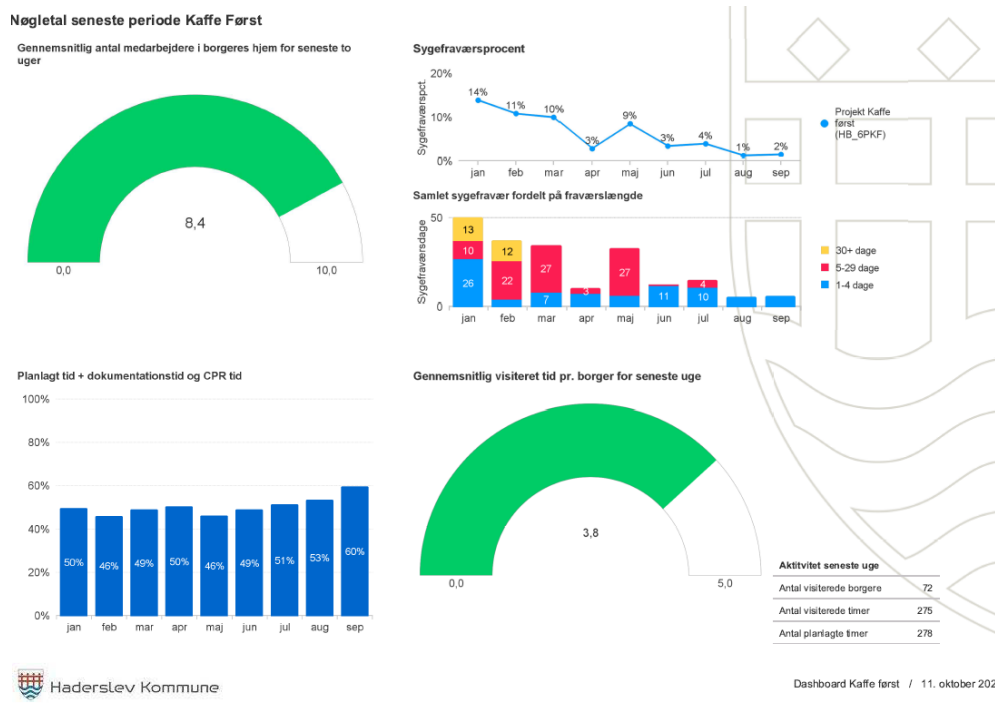 Nøgletal seneste periode Kaffe Først
Gennemsnitlig antal medarbejdere i borgeres hjem for seneste to
uger
8,4
0,0
10,0
Sygefraværsprocent
Sygefraværspct.
20%
10%
0%
14%
11%
10%
3%
9%
3%
4%
1%
2%
jan
feb
mar
apr
maj
jun
jul
aug
sep
Projekt Kaffe
først
(HB_6PKF)
Samlet sygefravær fordelt på fraværslængde
Sygefraværsdage
50
0
13
10
26
12
22
27
7
3
27
11
4
10
jan
feb
mar
apr
maj
jun
jul
aug
sep
30+ dage
5-29 dage
1-4 dage
Planlagt tid + dokumentationstid og CPR tid
100%
80%
60%
40%
20%
0%
50%
46%
49%
50%
46%
49%
51%
53%
60%
jan
feb
mar
apr
maj
jun
jul
aug
sep
Gennemsnitlig visiteret tid pr. borger for seneste uge
3,8
0,0
5,0
Aktitvitet seneste uge
Antal visiterede borgere 72
Antal visiterede timer 275
Antal planlagte timer 278
Haderslev Kommune
Dashboard Kaffe først / 11. oktober 202